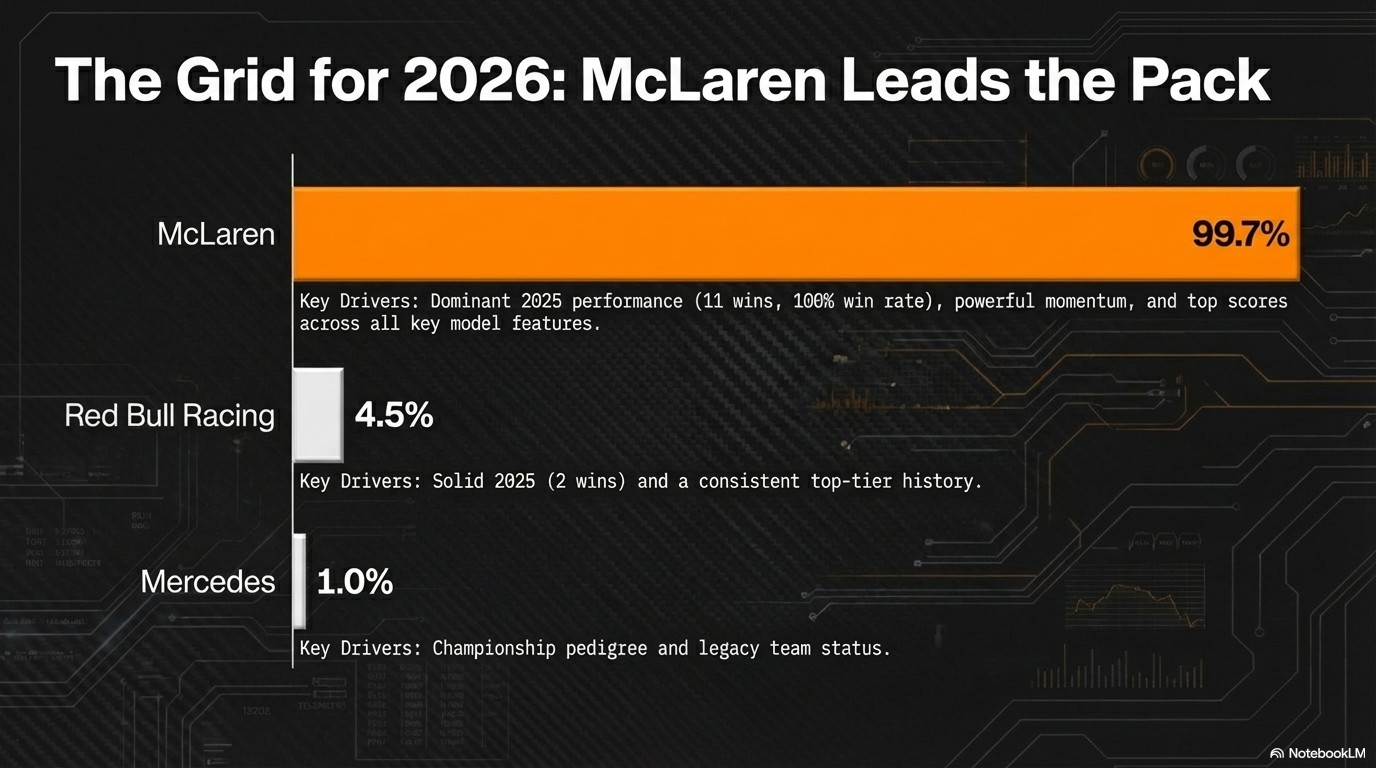 The Grid for 2026: McLaren Leads the Pack
McLaren
99.7%
Key Drivers: Dominant 2025 performance (11 wins, 100% win rate), powerful momentum, and top scores
across all key model features.
Red Bull Racing
4.5%
Key Drivers: Solid 2025 (2 wins) and a consistent top-tier history.
Mercedes
1.0%
Key Drivers: Championship pedigree and legacy team status.
13202
NotebookLM